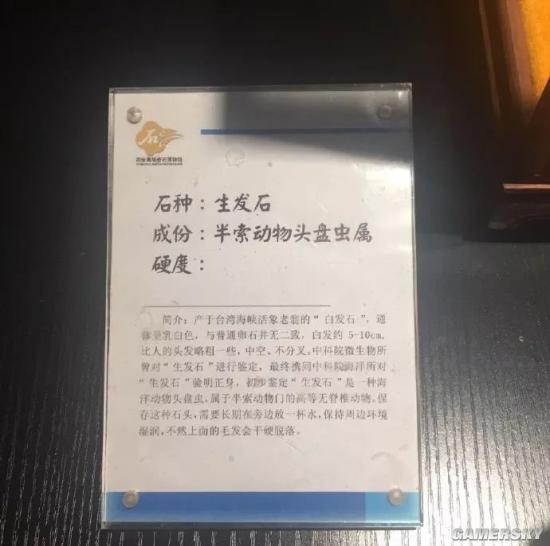 石
石种：生发石
成份：半索动物头盘虫属
硬度：
简介：产于台湾海峡活象老翁的“白发石”，通
体呈乳白色，与普通卵石并无二致，白发约 5-10cm，
比人的头发略粗一些，中空、不分叉，中科院微生物所
曾对“生发石”进行鉴定，最终携同中科院海洋所对
“生发石”验明正身，初步鉴定“生发石”是一种海
洋动物头盘虫，属于半索动物门的高等无脊椎动物。保
存这种石头，需要长期在旁边放一杯水，保持周边环境
湿润，不然上面的毛发会干硬脱落。
GAMERSKY